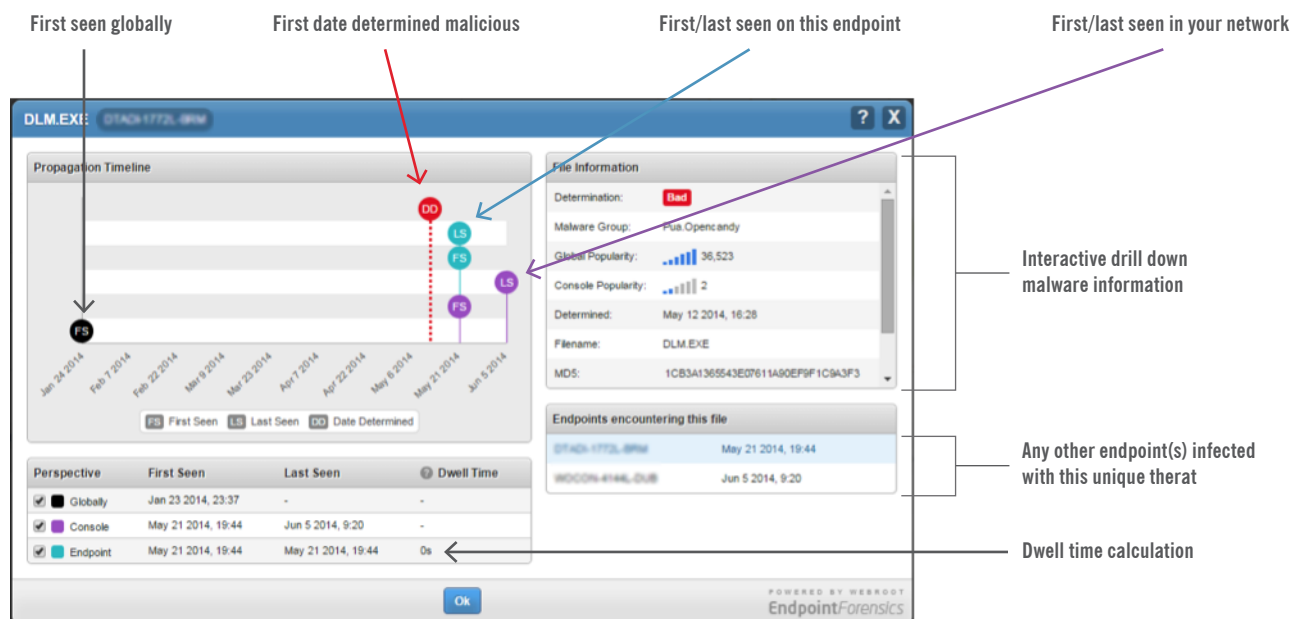 First seen globally
First date determined malicious
First/last seen on this endpoint
First/last seen in your network
DLM.EXE
? X
Propagation Timeline
DD
LS
FS
LS
FS
FS
Jan 24 2014
Feb 7 2014
Feb 22 2014
Mar 9 2014
Mar 23 2014
Apr 7 2014
Apr 22 2014
May 6 2014
May 21 2014
Jun 5 2014
FS First Seen LS Last Seen DD Date Determined
Perspective First Seen Last Seen ? Dwell Time
Globally Jan 23 2014, 23:37 - -
Console May 21 2014, 19:44 Jun 5 2014, 9:20 -
Endpoint May 21 2014, 19:44 May 21 2014, 19:44 0s
File Information
Determination: Bad
Malware Group: Pua.Opencandy
Global Popularity: 36,523
Console Popularity: 2
Determined: May 12 2014, 16:28
Filename: DLM.EXE
MD5: 1CB3A1365543E07611A90EF9F1C9A3F3
Endpoints encountering this file
May 21 2014, 19:44
Jun 5 2014, 9:20
Interactive drill down
malware information
Any other endpoint(s) infected
with this unique therat
Dwell time calculation
Ok
POWERED BY WEBROOT
EndpointForensics